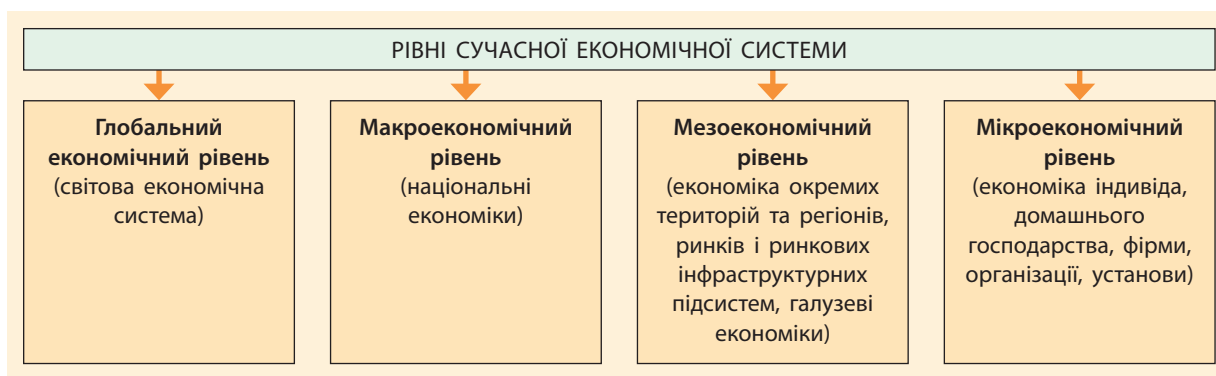 РІВНІ СУЧАСНОЇ ЕКОНОМІЧНОЇ СИСТЕМИ
Глобальний
економічний рівень
(світова економічна
система)
Макроекономічний
рівень
(національні
економіки)
Мезоекономічний
рівень
(економіка окремих
територій та регіонів,
ринків і ринкових
інфраструктурних
підсистем, галузеві
економіки)
Мікроекономічний
рівень
(економіка індивіда,
домашнього
господарства, фірми,
організації, установи)